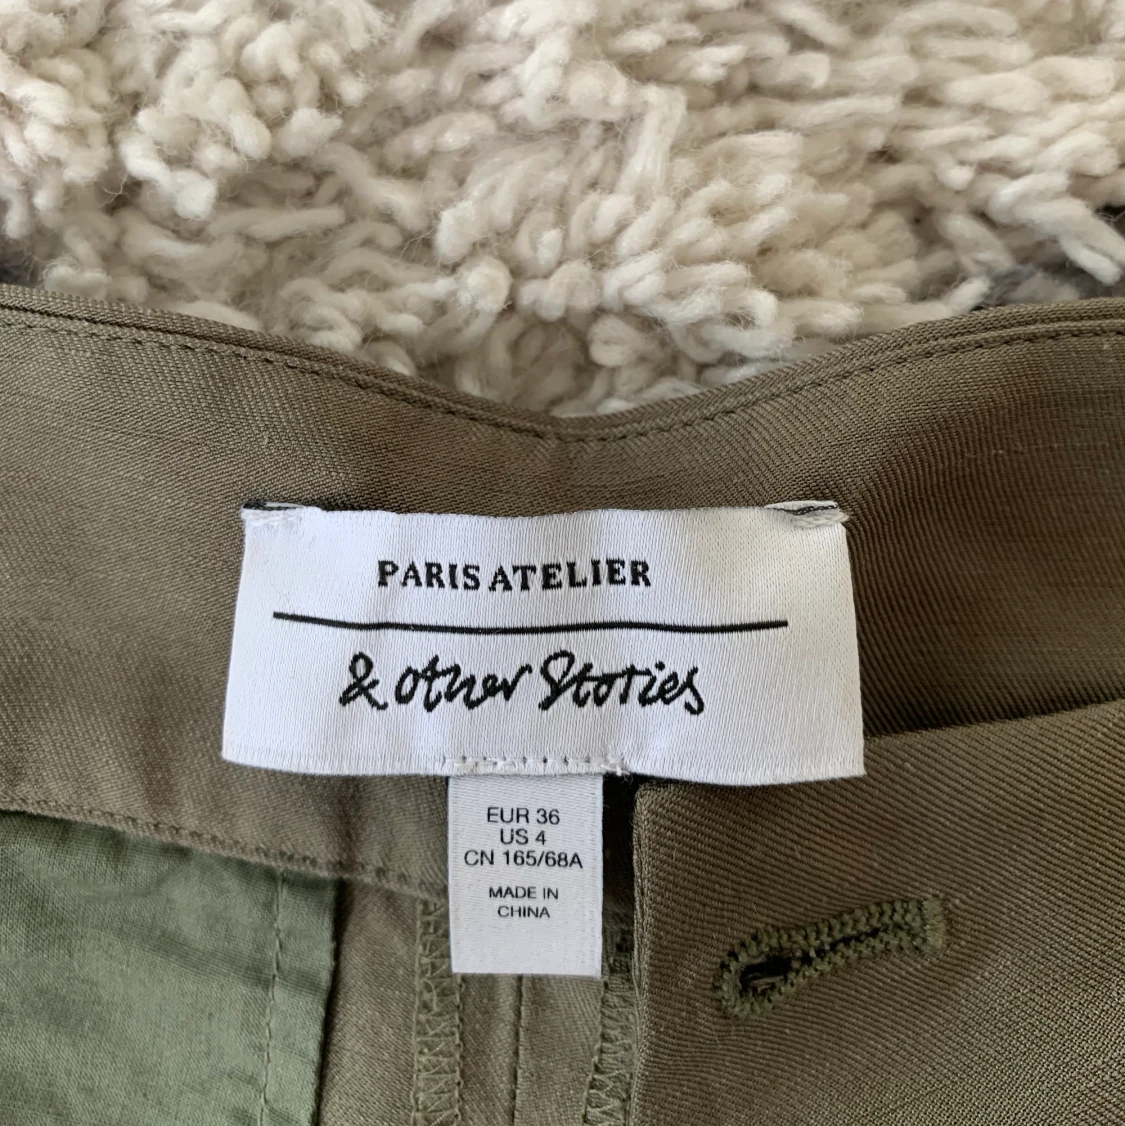 PARIS ATELIER
& other Stories
EUR 36
US 4
CN 165/68A
MADE IN
CHINA